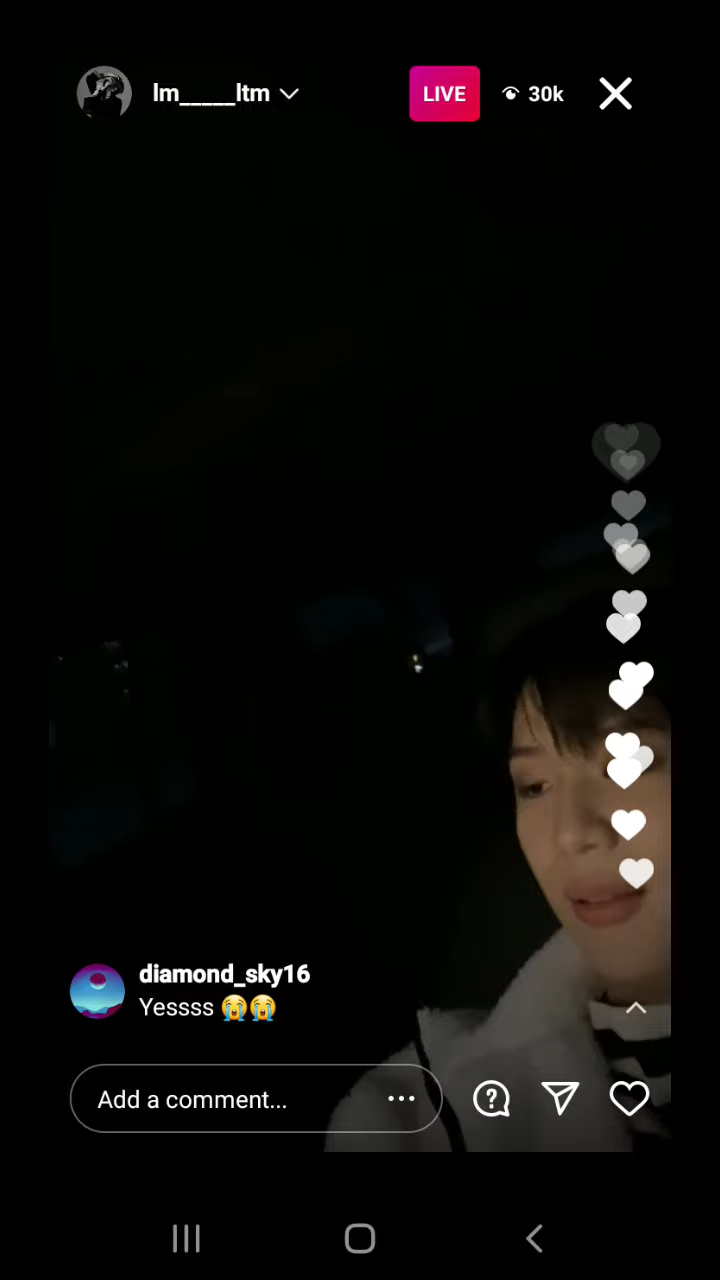 lm_____ltm
LIVE
30k
diamond_sky16
Yessss 😭😭
Add a comment...